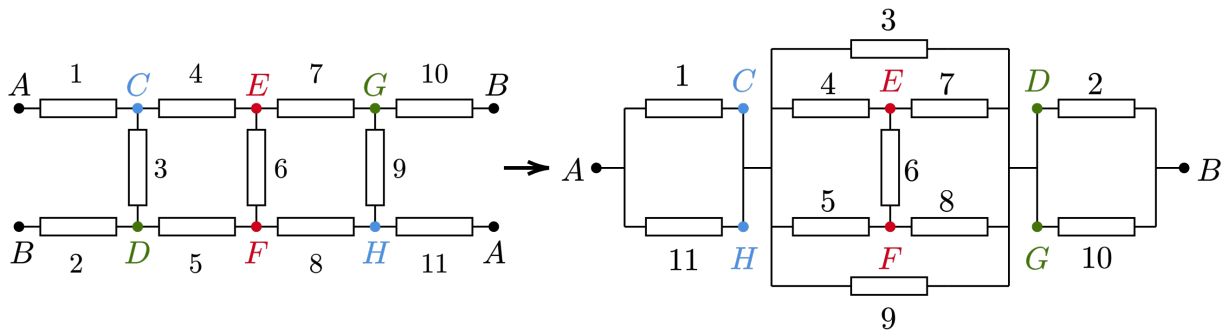 A 1 C 4 E 7 G 10 B
3 6 9
B 2 D 5 F 8 H 11 A
3
1 C 4 E 7 D 2
A 6 B
11 H 5 F 8 G 10
9